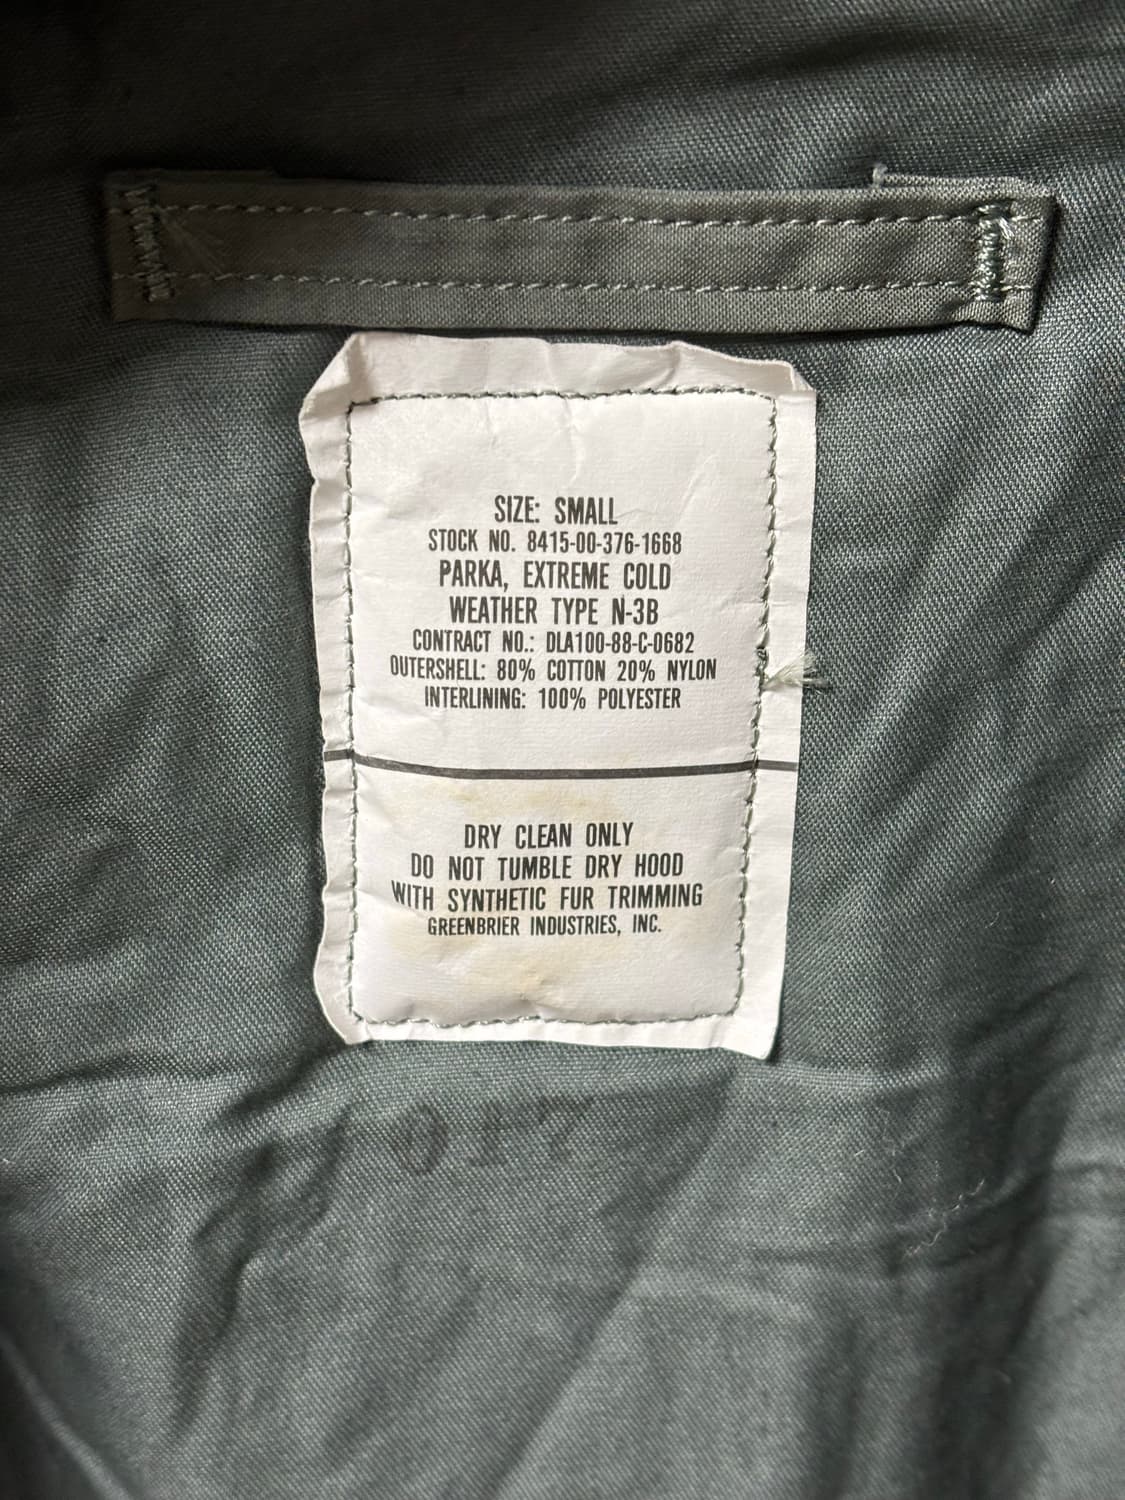 SIZE: SMALL
STOCK NO. 8415-00-376-1668
PARKA, EXTREME COLD
WEATHER TYPE N-3B
CONTRACT NO.: DLA100-88-C-0682
OUTERSHELL: 80% COTTON 20% NYLON
INTERLINING: 100% POLYESTER
DRY CLEAN ONLY
DO NOT TUMBLE DRY HOOD
WITH SYNTHETIC FUR TRIMMING
GREENBRIER INDUSTRIES, INC.
017